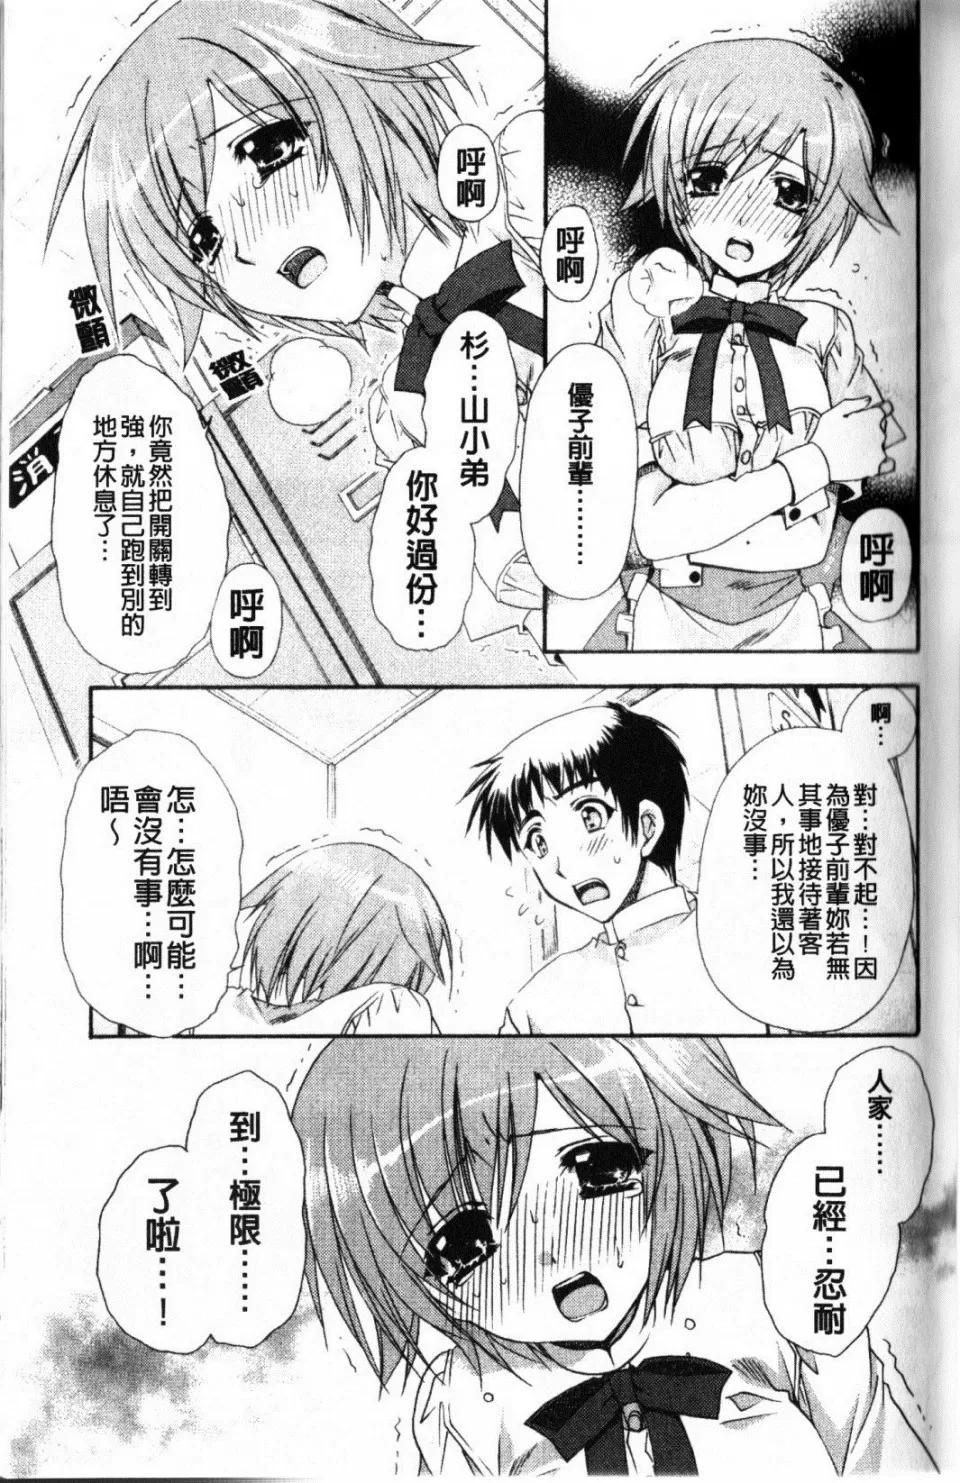 呼
啊
優子前輩………
呼
啊
呼
啊
杉…山小弟
你好過份…
微
顫
微
顫
你竟然把開關轉到
強，就自己跑到別的
地方休息了…
呼
啊
消
啊…
對…對不起…！因
為優子前輩妳若無
其事地接待著客
人，所以我還以為
妳沒事…
怎…怎麼可能…
會沒有事…啊…
唔～
人家……
已經…忍耐
到…極限……
了啦…！